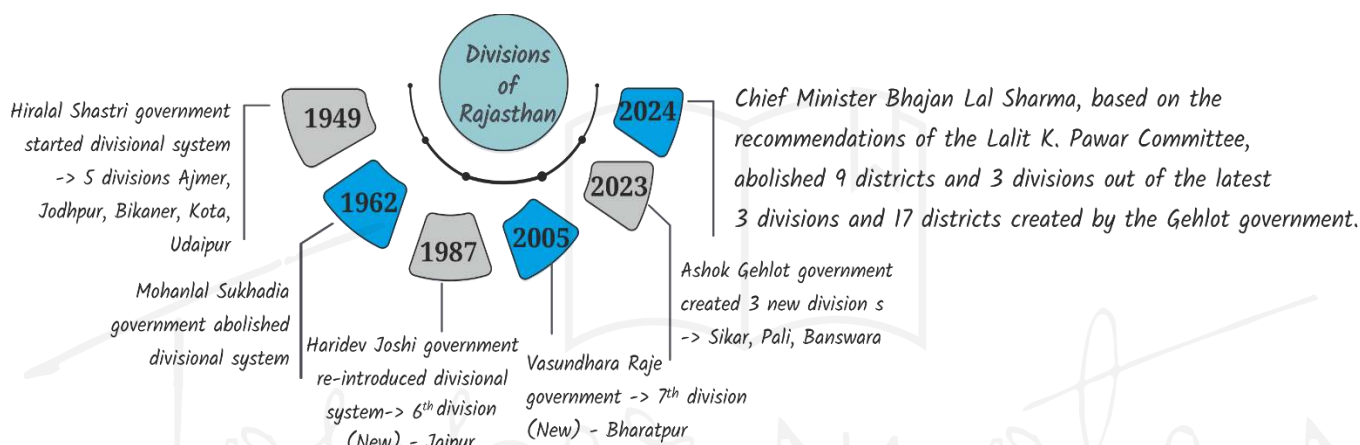 Divisions
of
Rajasthan
1949
Hiralal Shastri government
started divisional system
-> 5 divisions Ajmer,
Jodhpur, Bikaner, Kota,
Udaipur
1962
Mohanlal Sukhadia
government abolished
divisional system
1987
Haridev Joshi government
re-introduced divisional
system-> 6th division
(New) - Jaipur
2005
Vasundhara Raje
government -> 7th division
(New) - Bharatpur
2023
Ashok Gehlot government
created 3 new division s
-> Sikar, Pali, Banswara
2024
Chief Minister Bhajan Lal Sharma, based on the
recommendations of the Lalit K. Pawar Committee,
abolished 9 districts and 3 divisions out of the latest
3 divisions and 17 districts created by the Gehlot government.